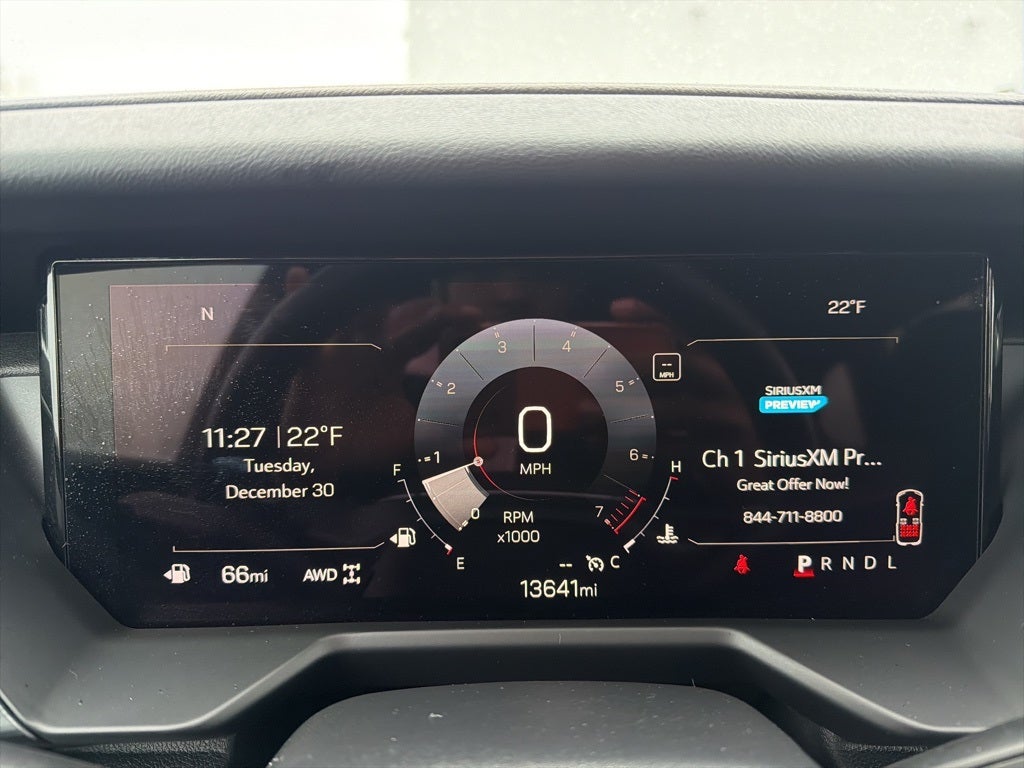 N
22°F
11:27 | 22°F
Tuesday,
December 30
66mi
AWD
F
E
0
1
2
3
4
5
6
7
0
MPH
RPM
x1000
-- MPH
H
C
--
13641mi
SIRIUSXM
PREVIEW
Ch 1 SiriusXM Pr...
Great Offer Now!
844-711-8800
P R N D L